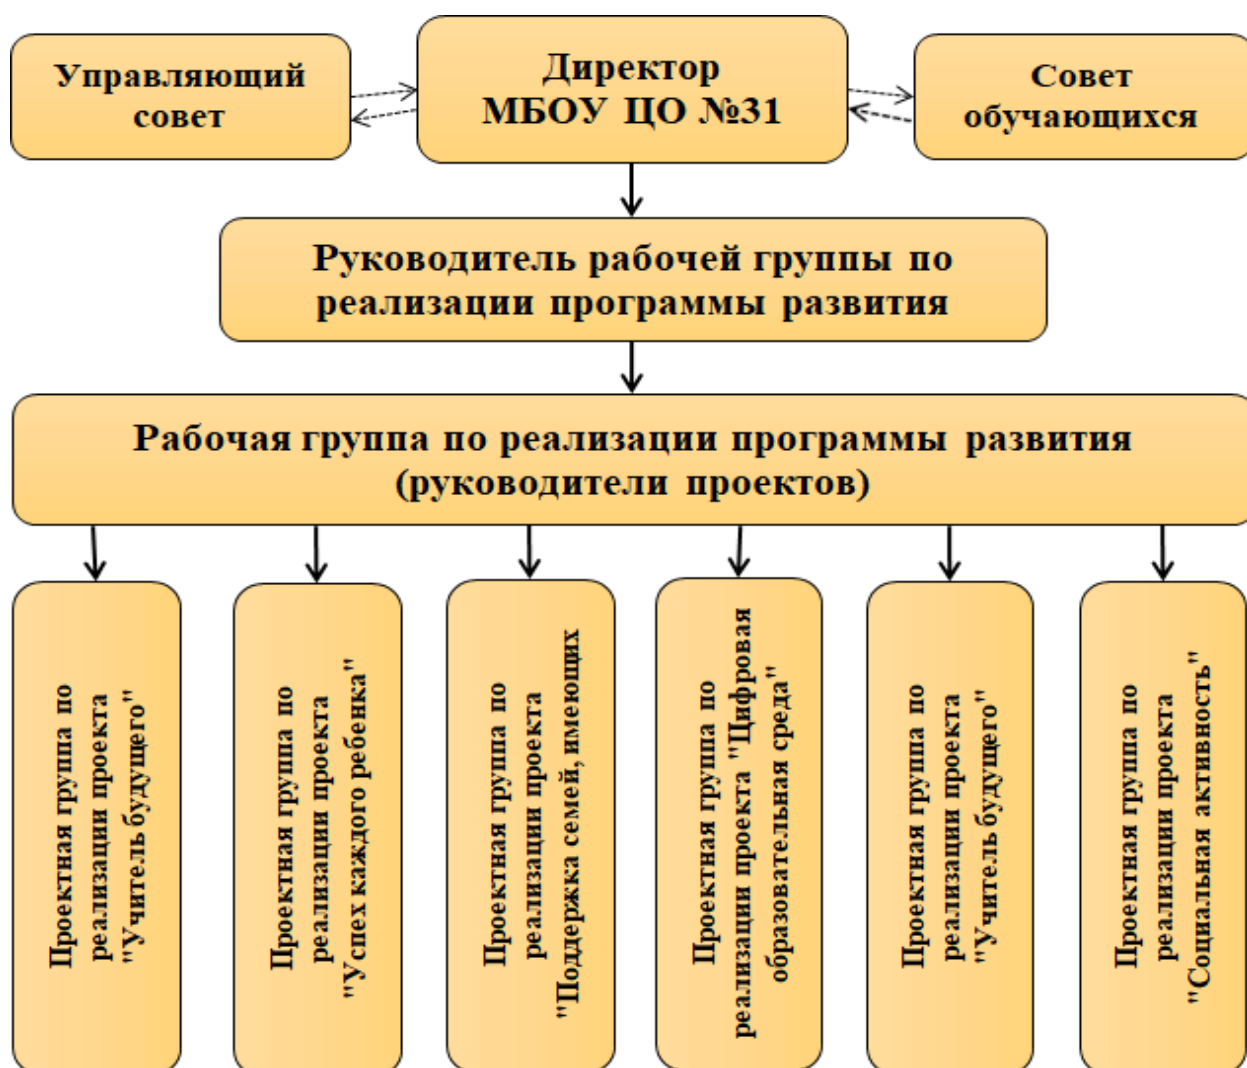 Управляющий
совет
Директор
МБОУ ЦО №31
Совет
обучающихся
Руководитель рабочей группы по
реализации программы развития
Рабочая группа по реализации программы развития
(руководители проектов)
Проектная группа по
реализации проекта
"Учитель будущего"
Проектная группа по
реализации проекта
"Успех каждого ребенка"
Проектная группа по
реализации проекта
"Поддержка семей, имеющих
Проектная группа по
реализации проекта "Цифровая
образовательная среда"
Проектная группа по
реализации проекта
"Учитель будущего"
Проектная группа по
реализации проекта
"Социальная активность"